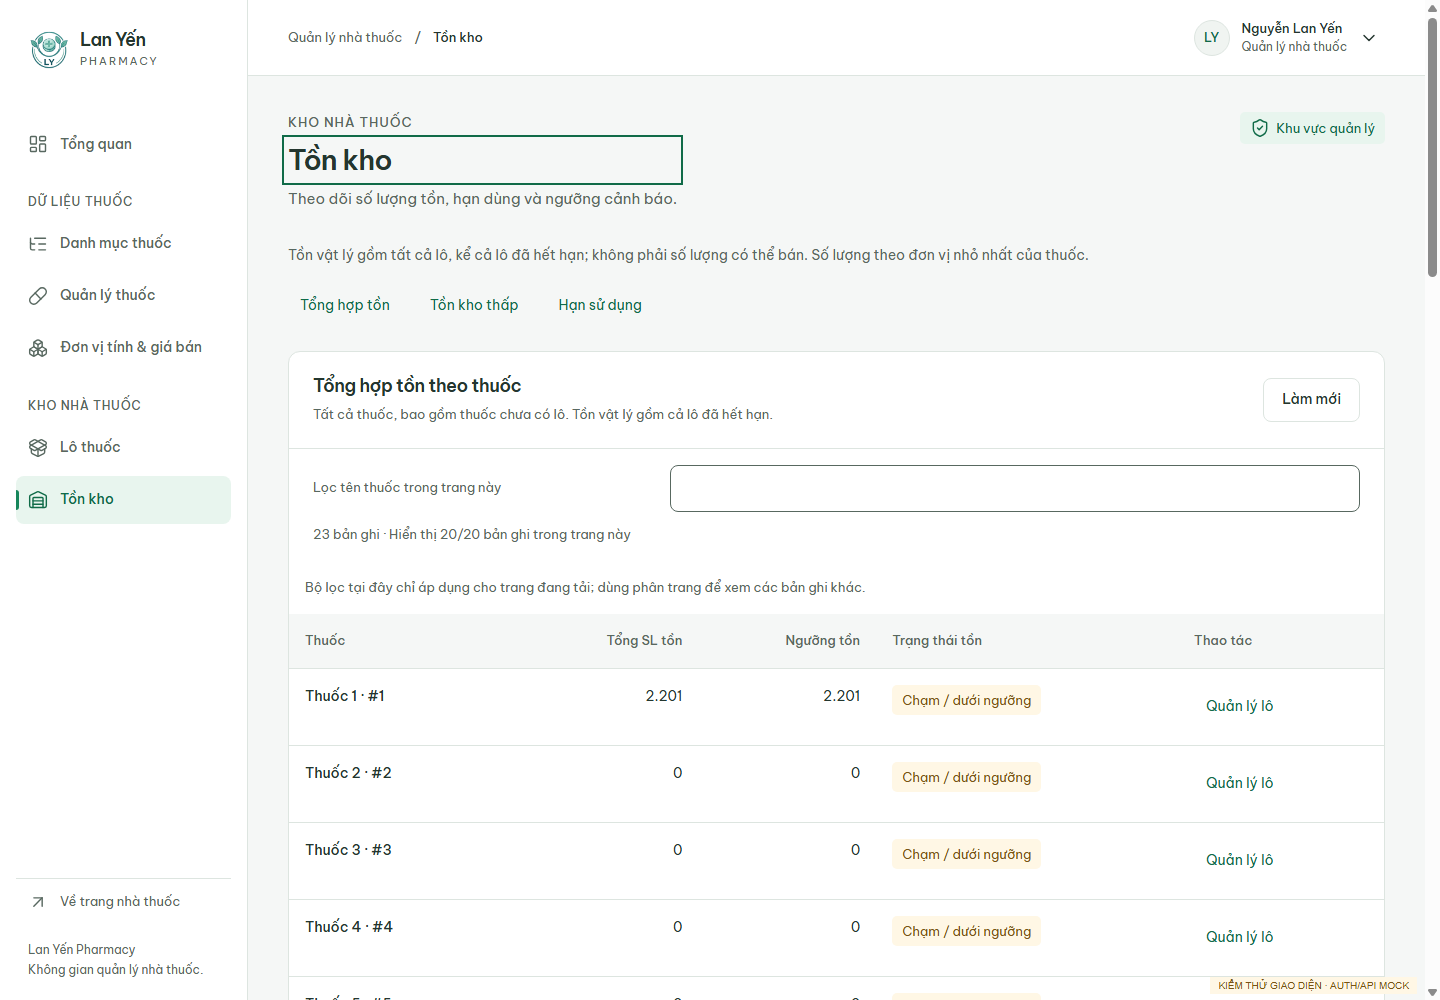 Lan Yến
PHARMACY
LY
Tổng quan
DỮ LIỆU THUỐC
Danh mục thuốc
Quản lý thuốc
Đơn vị tính & giá bán
KHO NHÀ THUỐC
Lô thuốc
Tồn kho
Về trang nhà thuốc
Lan Yến Pharmacy
Không gian quản lý nhà thuốc.
Quản lý nhà thuốc / Tồn kho
LY
Nguyễn Lan Yến
Quản lý nhà thuốc
KHO NHÀ THUỐC
Tồn kho
Theo dõi số lượng tồn, hạn dùng và ngưỡng cảnh báo.
Khu vực quản lý
Tồn vật lý gồm tất cả lô, kể cả lô đã hết hạn; không phải số lượng có thể bán. Số lượng theo đơn vị nhỏ nhất của thuốc.
Tổng hợp tồn Tồn kho thấp Hạn sử dụng
Tổng hợp tồn theo thuốc
Tất cả thuốc, bao gồm thuốc chưa có lô. Tồn vật lý gồm cả lô đã hết hạn.
Làm mới
Lọc tên thuốc trong trang này
23 bản ghi · Hiển thị 20/20 bản ghi trong trang này
Bộ lọc tại đây chỉ áp dụng cho trang đang tải; dùng phân trang để xem các bản ghi khác.
Thuốc Tổng SL tồn Ngưỡng tồn Trạng thái tồn Thao tác
Thuốc 1 · #1 2.201 2.201 Chạm / dưới ngưỡng Quản lý lô
Thuốc 2 · #2 0 0 Chạm / dưới ngưỡng Quản lý lô
Thuốc 3 · #3 0 0 Chạm / dưới ngưỡng Quản lý lô
Thuốc 4 · #4 0 0 Chạm / dưới ngưỡng Quản lý lô
KIỂM THỬ GIAO DIỆN · AUTH/API MOCK